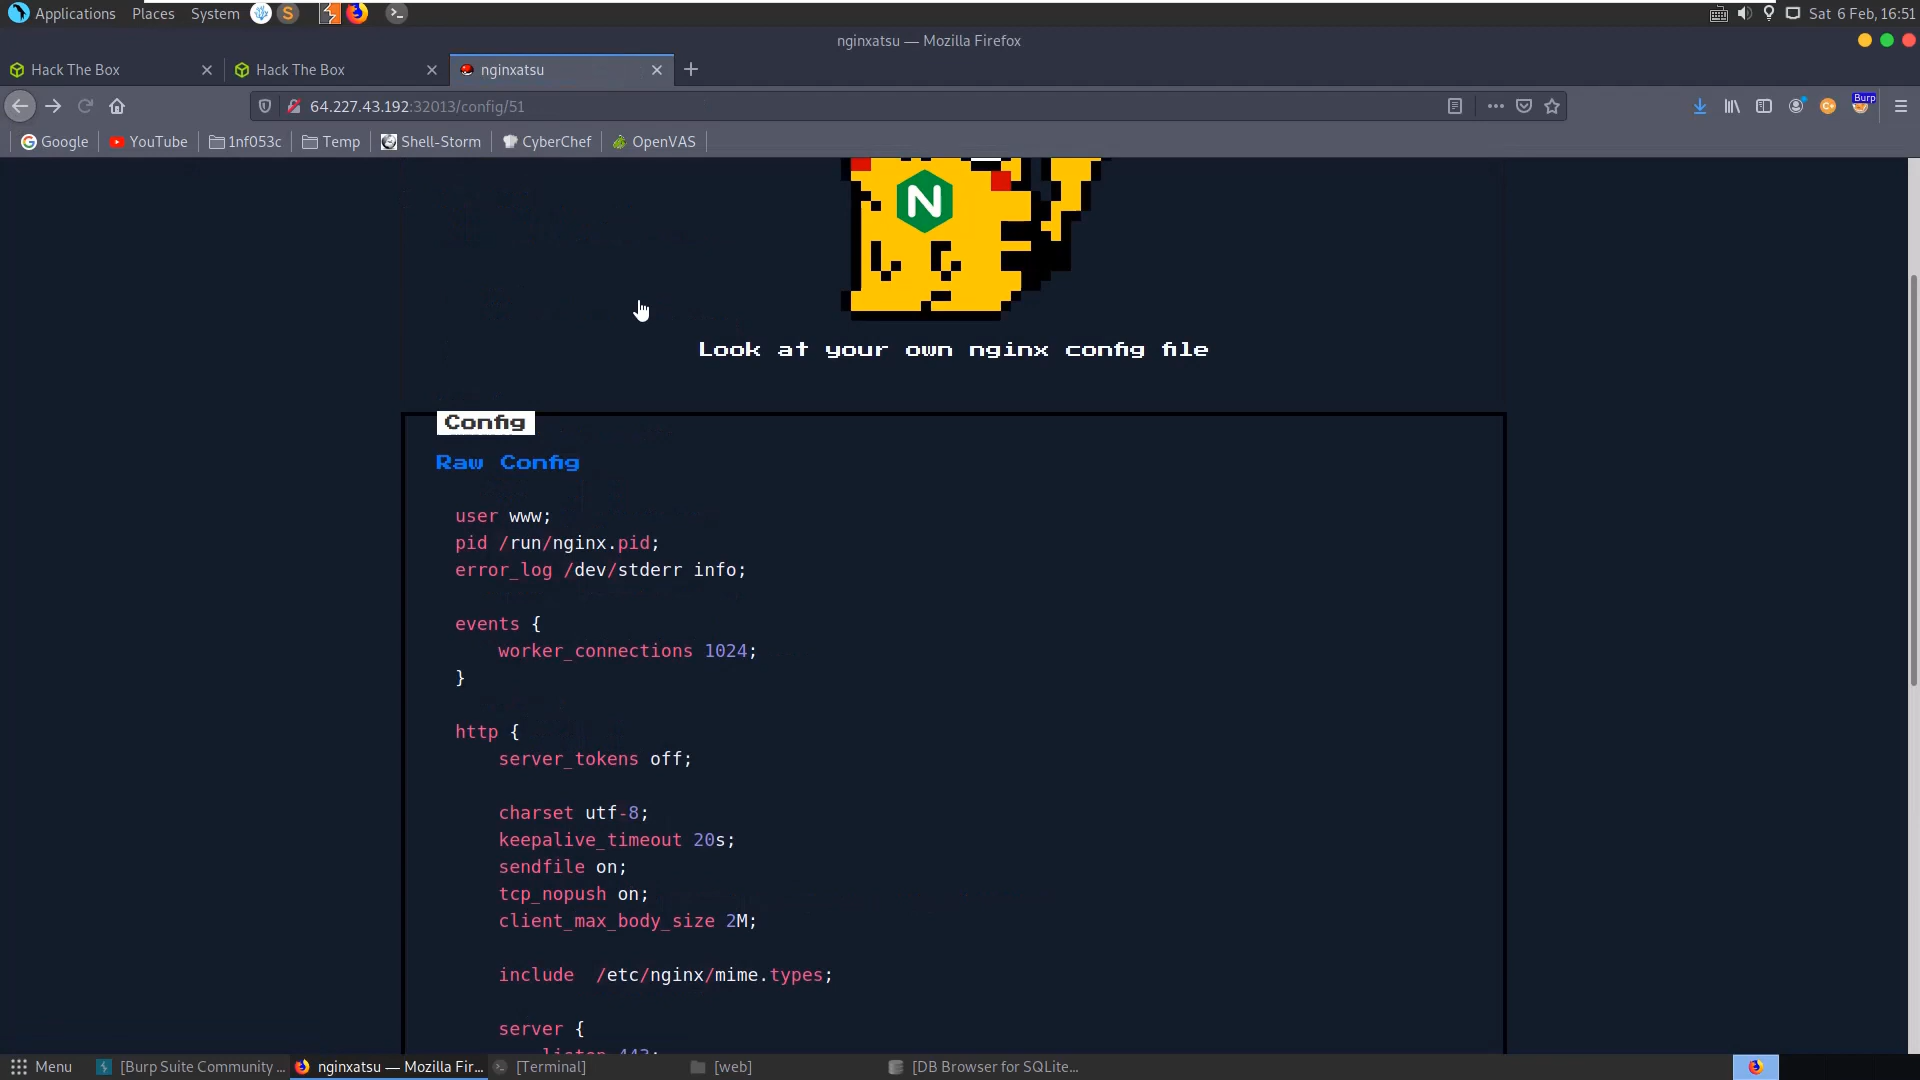 Applications Places System S Sat 6 Feb, 16:51
nginxatsu — Mozilla Firefox
Hack The Box Hack The Box nginxatsu
64.227.43.192:32013/config/51 Burp
Google YouTube 1nf053c Temp Shell-Storm CyberChef OpenVAS
N
Look at your own nginx config file
Config
Raw Config
user www;
pid /run/nginx.pid;
error_log /dev/stderr info;
events {
worker_connections 1024;
}
http {
server_tokens off;
charset utf-8;
keepalive_timeout 20s;
sendfile on;
tcp_nopush on;
client_max_body_size 2M;
include /etc/nginx/mime.types;
server {
listen 443;
Menu [Burp Suite Community ... nginxatsu — Mozilla Fir... [Terminal] [web] [DB Browser for SQLite...